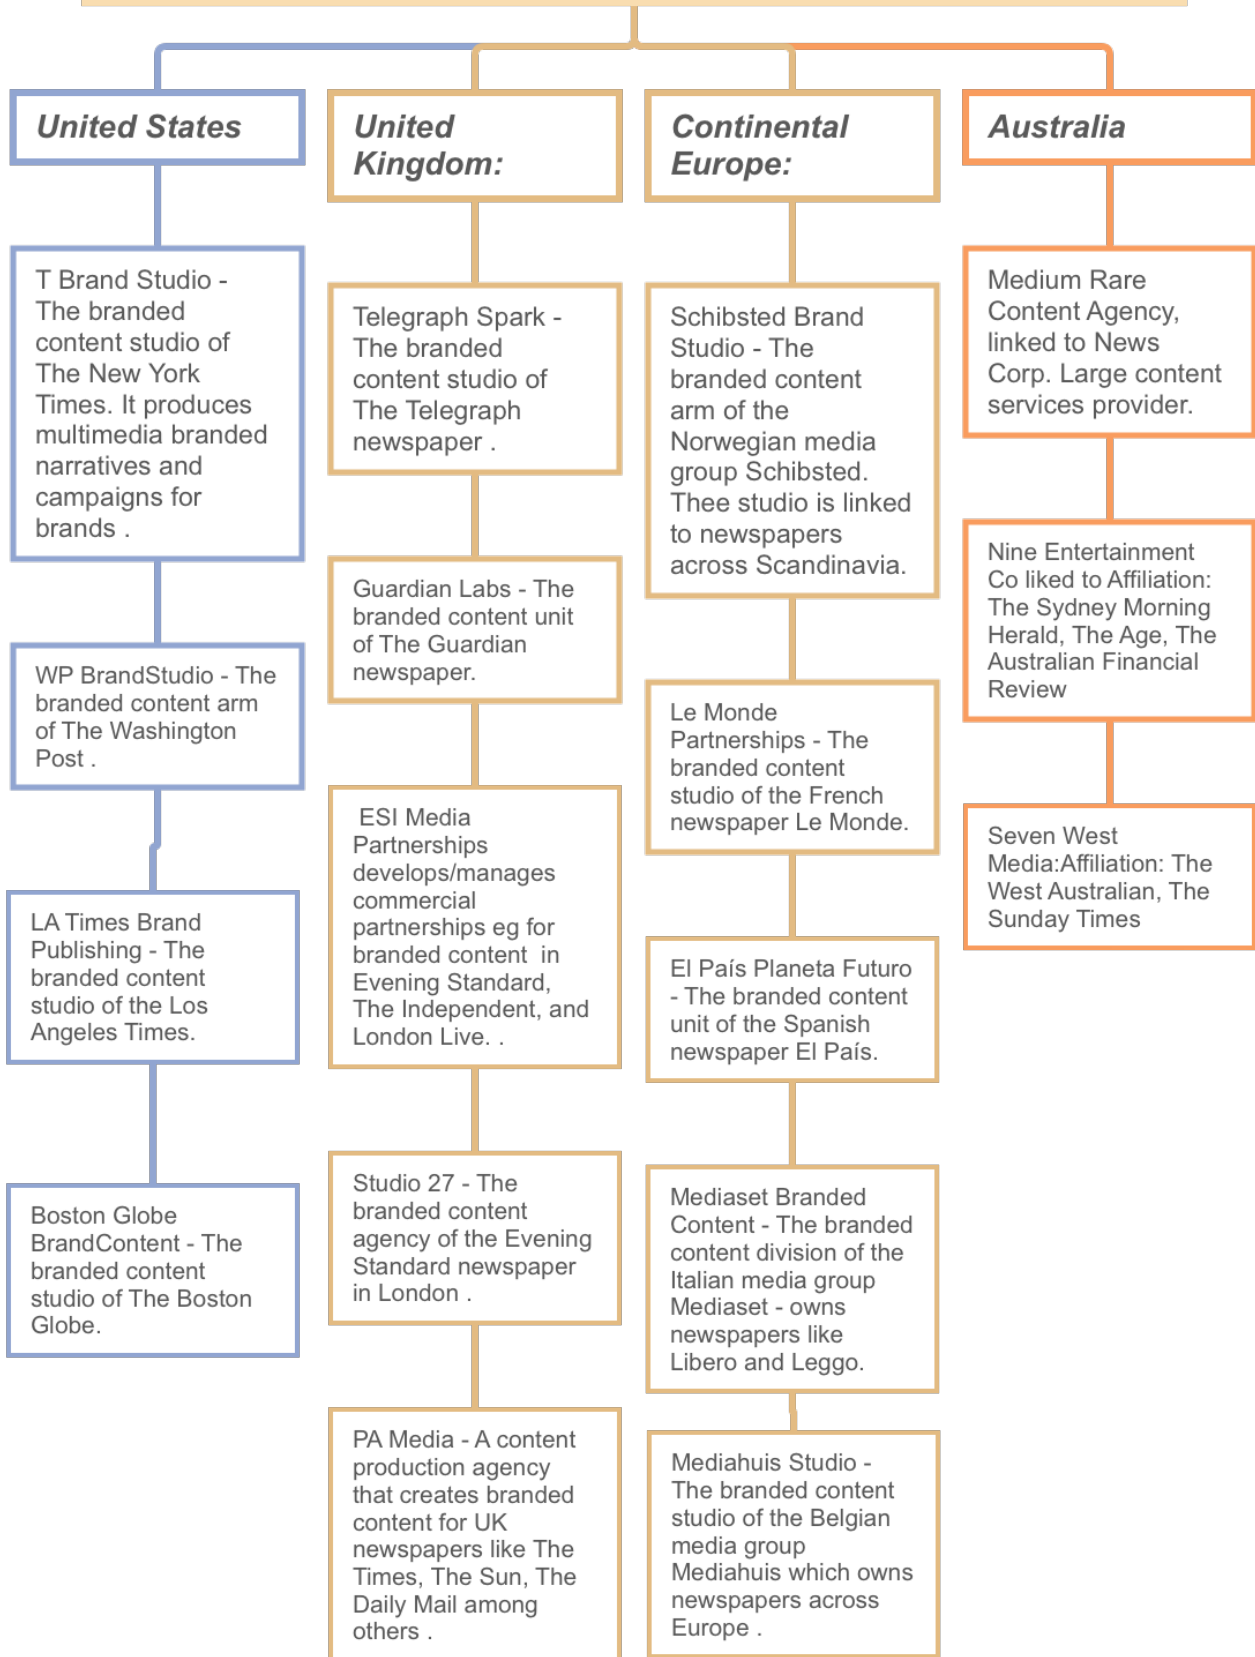 United States
T Brand Studio -
The branded
content studio of
The New York
Times. It produces
multimedia branded
narratives and
campaigns for
brands .
WP BrandStudio - The
branded content arm
of The Washington
Post .
LA Times Brand
Publishing - The
branded content
studio of the Los
Angeles Times.
Boston Globe
BrandContent - The
branded content
studio of The Boston
Globe.
United
Kingdom:
Telegraph Spark -
The branded
content studio of
The Telegraph
newspaper .
Guardian Labs - The
branded content unit
of The Guardian
newspaper.
ESI Media
Partnerships
develops/manages
commercial
partnerships eg for
branded content  in
Evening Standard,
The Independent, and
London Live. .
Studio 27 - The
branded content
agency of the Evening
Standard newspaper
in London .
PA Media - A content
production agency
that creates branded
content for UK
newspapers like The
Times, The Sun, The
Daily Mail among
others .
Continental
Europe:
Schibsted Brand
Studio - The
branded content
arm of the
Norwegian media
group Schibsted.
Thee studio is linked
to newspapers
across Scandinavia.
Le Monde
Partnerships - The
branded content
studio of the French
newspaper Le Monde.
El País Planeta Futuro
- The branded content
unit of the Spanish
newspaper El País.
Mediaset Branded
Content - The branded
content division of the
Italian media group
Mediaset - owns
newspapers like
Libero and Leggo.
Mediahuis Studio -
The branded content
studio of the Belgian
media group
Mediahuis which owns
newspapers across
Europe .
Australia
Medium Rare
Content Agency,
linked to News
Corp. Large content
services provider.
Nine Entertainment
Co liked to Affiliation:
The Sydney Morning
Herald, The Age, The
Australian Financial
Review
Seven West
Media:Affiliation: The
West Australian, The
Sunday Times